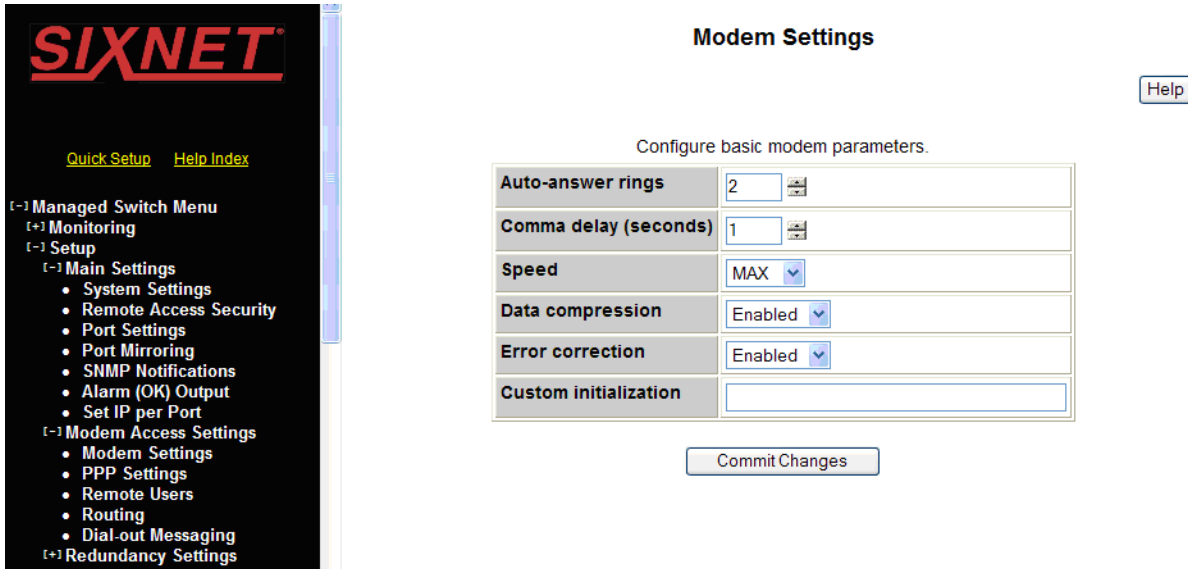 SIXNET®
Quick Setup Help Index
[-] Managed Switch Menu
[+] Monitoring
[-] Setup
[-] Main Settings
• System Settings
• Remote Access Security
• Port Settings
• Port Mirroring
• SNMP Notifications
• Alarm (OK) Output
• Set IP per Port
[-] Modem Access Settings
• Modem Settings
• PPP Settings
• Remote Users
• Routing
• Dial-out Messaging
[+] Redundancy Settings
Modem Settings
Help
Configure basic modem parameters.
Auto-answer rings 2
Comma delay (seconds) 1
Speed MAX
Data compression Enabled
Error correction Enabled
Custom initialization
Commit Changes